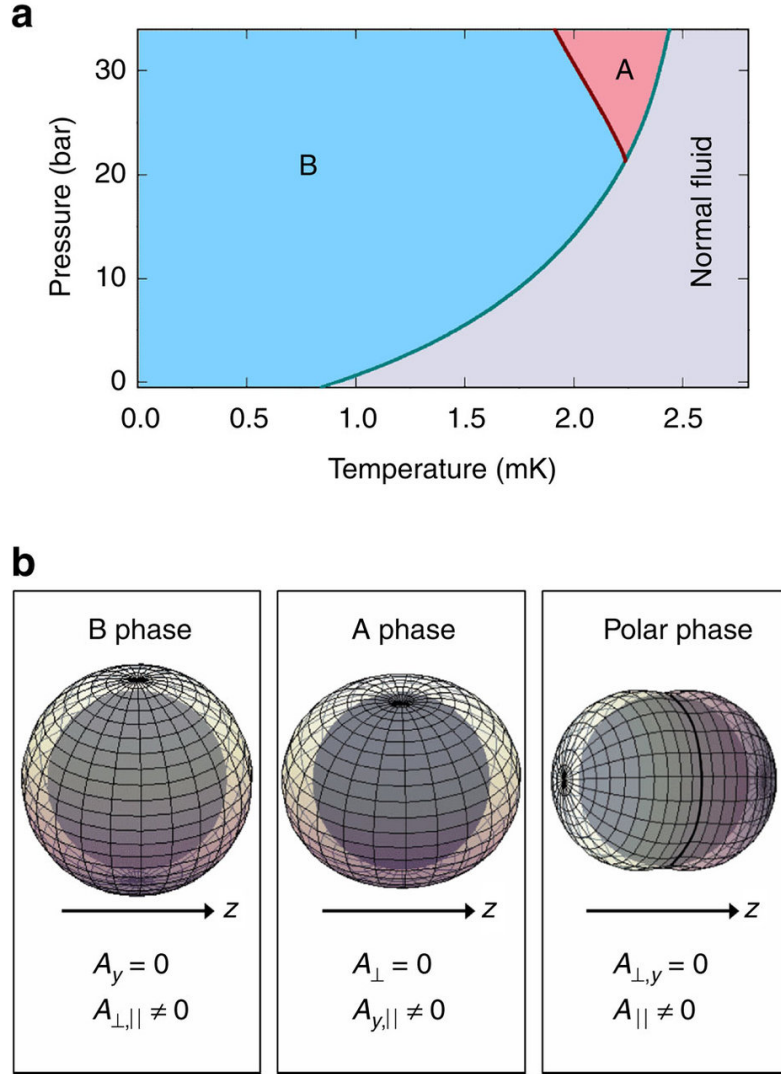 a
Pressure (bar)
30
20
10
0
B
A
Normal fluid
0.0 0.5 1.0 1.5 2.0 2.5
Temperature (mK)
b
B phase
z
A_y = 0
A_{⊥,||} ≠ 0
A phase
z
A_⊥ = 0
A_{y,||} ≠ 0
Polar phase
z
A_{⊥,y} = 0
A_{||} ≠ 0